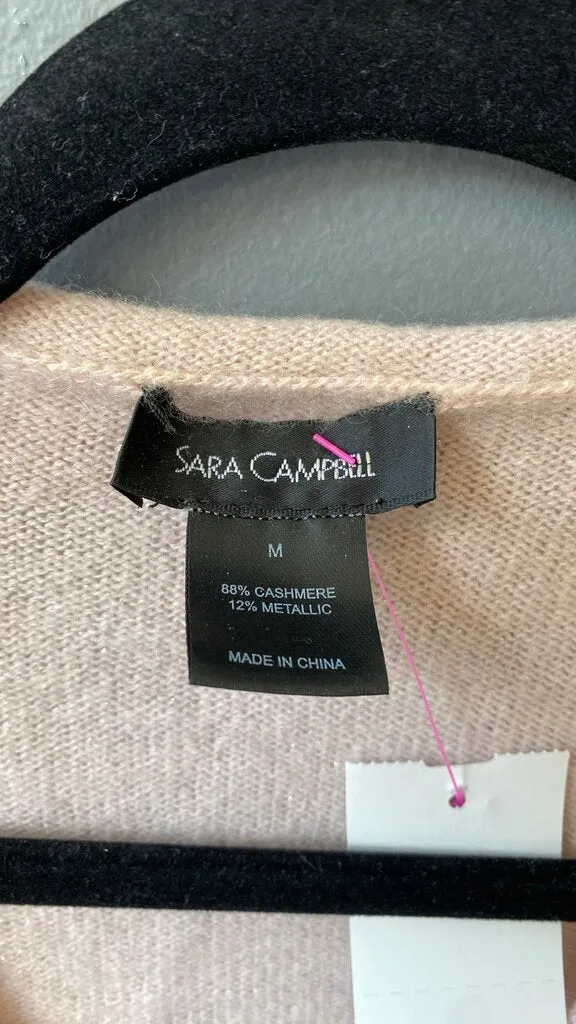 SARA CAMPBELL
M
88% CASHMERE
12% METALLIC
MADE IN CHINA